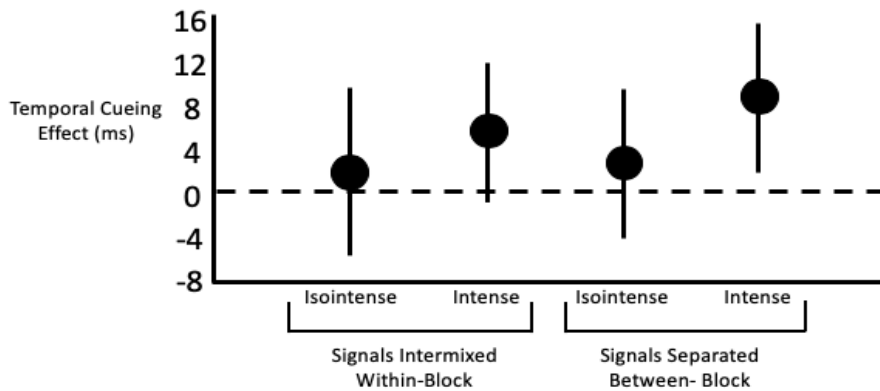 16
12
Temporal Cueing
Effect (ms)
8
4
0
-4
-8
Isointense Intense Isointense Intense
Signals Intermixed
Within-Block
Signals Separated
Between- Block